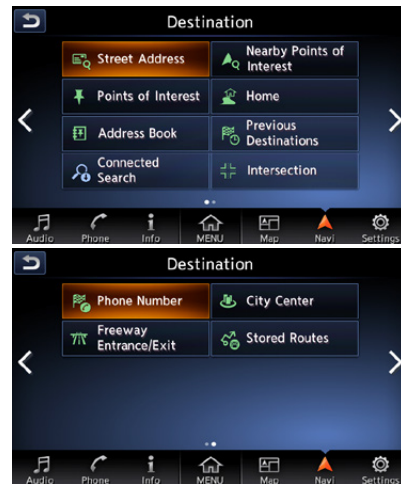 Destination
Street Address
Nearby Points of
Interest
Points of Interest
Home
Address Book
Previous
Destinations
Connected
Search
Intersection
Audio Phone Info MENU Map Navi Settings
Destination
Phone Number
City Center
Freeway
Entrance/Exit
Stored Routes
Audio Phone Info MENU Map Navi Settings